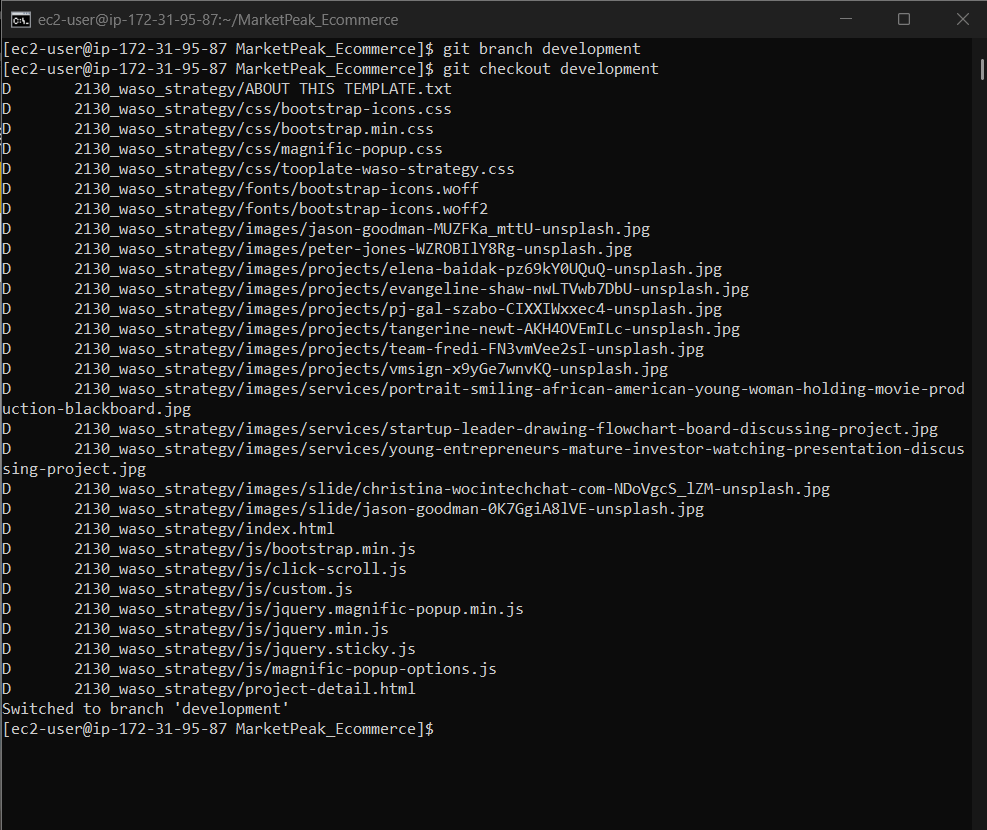 ec2-user@ip-172-31-95-87:~/MarketPeak_Ecommerce
[ec2-user@ip-172-31-95-87 MarketPeak_Ecommerce]$ git branch development
[ec2-user@ip-172-31-95-87 MarketPeak_Ecommerce]$ git checkout development
D       2130_waso_strategy/ABOUT THIS TEMPLATE.txt
D       2130_waso_strategy/css/bootstrap-icons.css
D       2130_waso_strategy/css/bootstrap.min.css
D       2130_waso_strategy/css/magnific-popup.css
D       2130_waso_strategy/css/tooplate-waso-strategy.css
D       2130_waso_strategy/fonts/bootstrap-icons.woff
D       2130_waso_strategy/fonts/bootstrap-icons.woff2
D       2130_waso_strategy/images/jason-goodman-MUZFKa_mttU-unsplash.jpg
D       2130_waso_strategy/images/peter-jones-WZROBIlY8Rg-unsplash.jpg
D       2130_waso_strategy/images/projects/elena-baidak-pz69kY0UQuQ-unsplash.jpg
D       2130_waso_strategy/images/projects/evangeline-shaw-nwLTVwb7DbU-unsplash.jpg
D       2130_waso_strategy/images/projects/pj-gal-szabo-CIXXIWxxec4-unsplash.jpg
D       2130_waso_strategy/images/projects/tangerine-newt-AKH4OVEmILc-unsplash.jpg
D       2130_waso_strategy/images/projects/team-fredi-FN3vmVee2sI-unsplash.jpg
D       2130_waso_strategy/images/projects/vmsign-x9yGe7wnvKQ-unsplash.jpg
D       2130_waso_strategy/images/services/portrait-smiling-african-american-young-woman-holding-movie-prod
uction-blackboard.jpg
D       2130_waso_strategy/images/services/startup-leader-drawing-flowchart-board-discussing-project.jpg
D       2130_waso_strategy/images/services/young-entrepreneurs-mature-investor-watching-presentation-discus
sing-project.jpg
D       2130_waso_strategy/images/slide/christina-wocintechchat-com-NDoVgcS_lZM-unsplash.jpg
D       2130_waso_strategy/images/slide/jason-goodman-0K7GgiA8lVE-unsplash.jpg
D       2130_waso_strategy/index.html
D       2130_waso_strategy/js/bootstrap.min.js
D       2130_waso_strategy/js/click-scroll.js
D       2130_waso_strategy/js/custom.js
D       2130_waso_strategy/js/jquery.magnific-popup.min.js
D       2130_waso_strategy/js/jquery.min.js
D       2130_waso_strategy/js/jquery.sticky.js
D       2130_waso_strategy/js/magnific-popup-options.js
D       2130_waso_strategy/project-detail.html
Switched to branch 'development'
[ec2-user@ip-172-31-95-87 MarketPeak_Ecommerce]$